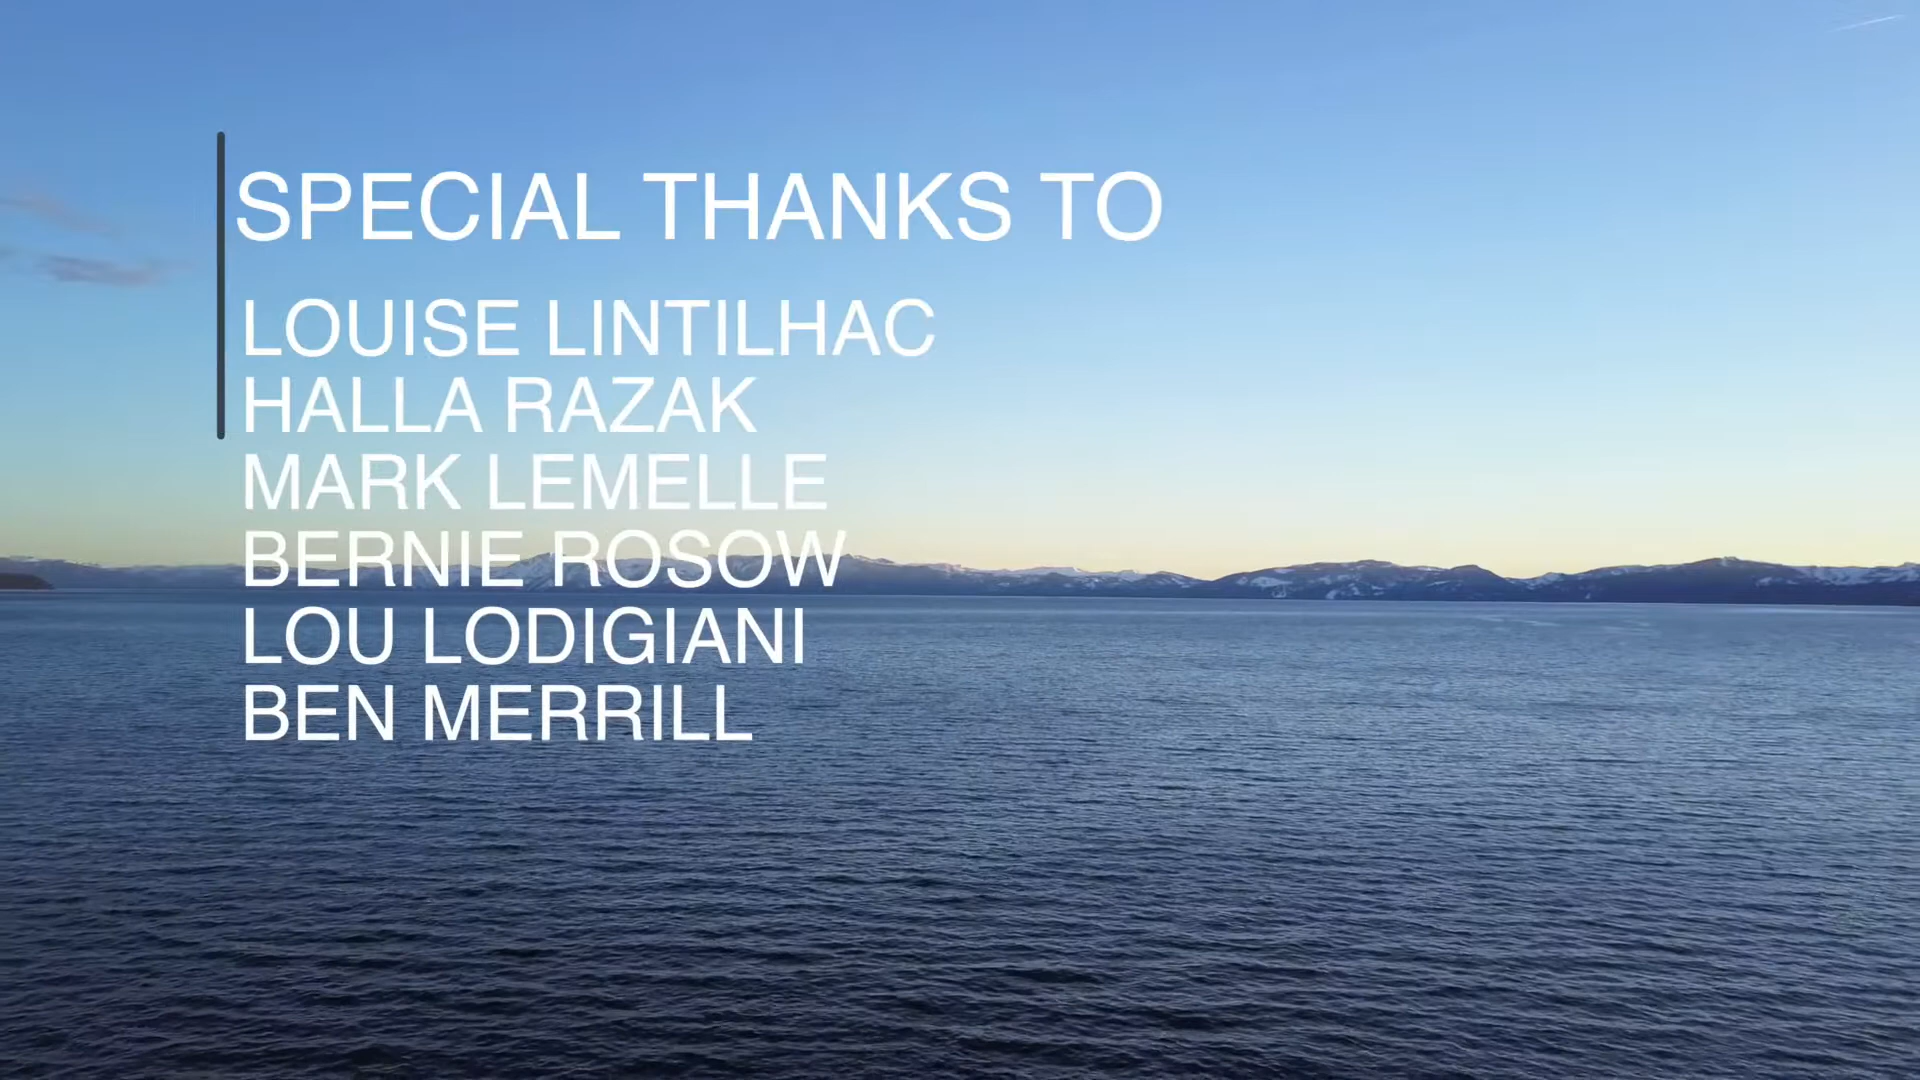 SPECIAL THANKS TO
LOUISE LINTILHAC
HALLA RAZAK
MARK LEMELLE
BERNIE ROSOW
LOU LODIGIANI
BEN MERRILL